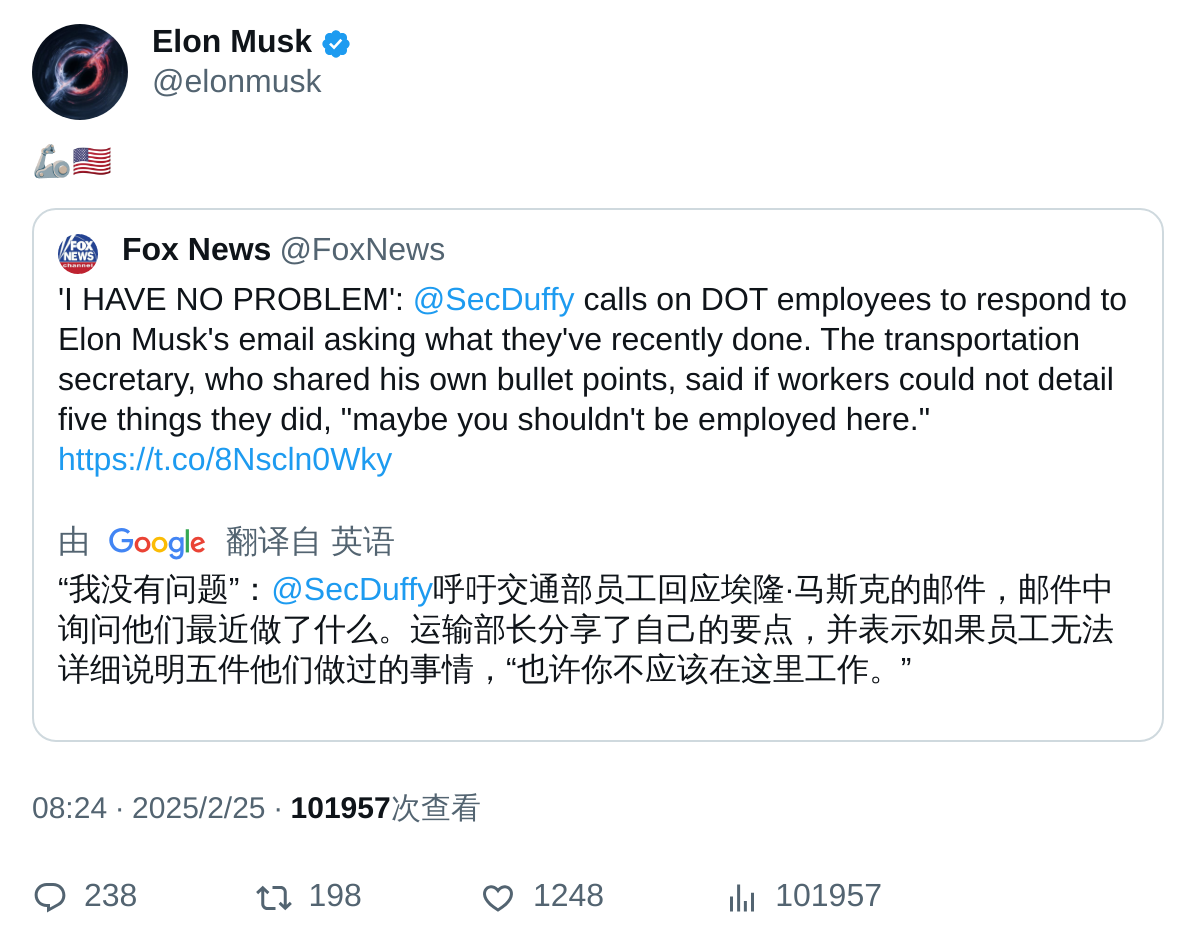 Elon Musk
@elonmusk
🦾🇺🇸
FOX NEWS channel
Fox News @FoxNews
'I HAVE NO PROBLEM': @SecDuffy calls on DOT employees to respond to
Elon Musk's email asking what they've recently done. The transportation
secretary, who shared his own bullet points, said if workers could not detail
five things they did, "maybe you shouldn't be employed here."
https://t.co/8Nscln0Wky
由 Google 翻译自 英语
“我没有问题”：@SecDuffy呼吁交通部员工回应埃隆·马斯克的邮件，邮件中
询问他们最近做了什么。运输部长分享了自己的要点，并表示如果员工无法
详细说明五件他们做过的事情，“也许你不应该在这里工作。”
08:24 · 2025/2/25 · 101957次查看
238 198 1248 101957